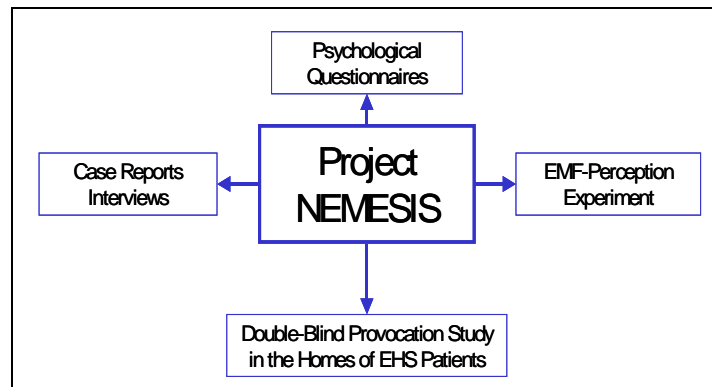 Psychological
Questionnaires
Case Reports
Interviews
Project
NEMESIS
EMF-Perception
Experiment
Double-Blind Provocation Study
in the Homes of EHS Patients